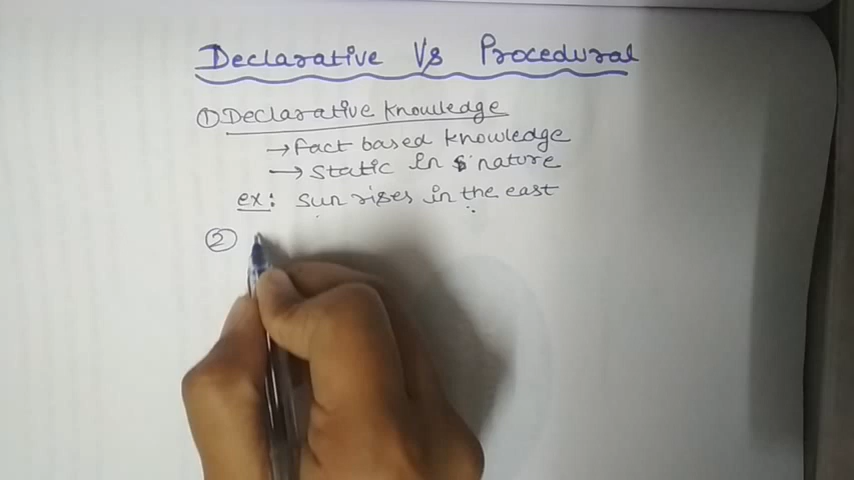 Declarative Vs Procedural
① Declarative knowledge
→ fact based knowledge
→ static in nature
ex: sun rises in the east
②